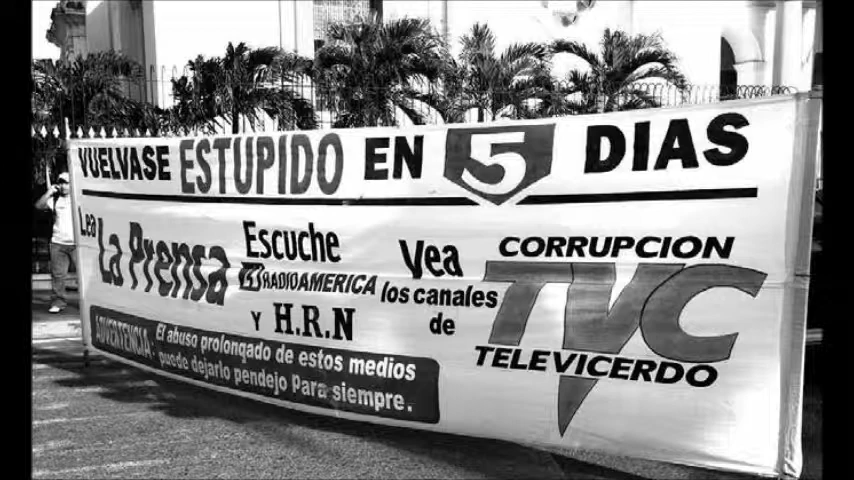 VUELVASE ESTUPIDO EN 5 DIAS
Lea
La Prensa
Escuche
RADIOAMERICA
Y H.R.N
Vea
los canales
de
CORRUPCION
TVC
TELEVICERDO
ADVERTENCIA: El abuso prolongado de estos medios
puede dejarlo pendejo para siempre.